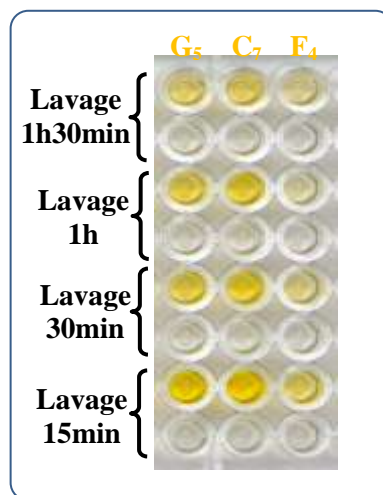 G5 C7 F4
Lavage
1h30min
Lavage
1h
Lavage
30min
Lavage
15min